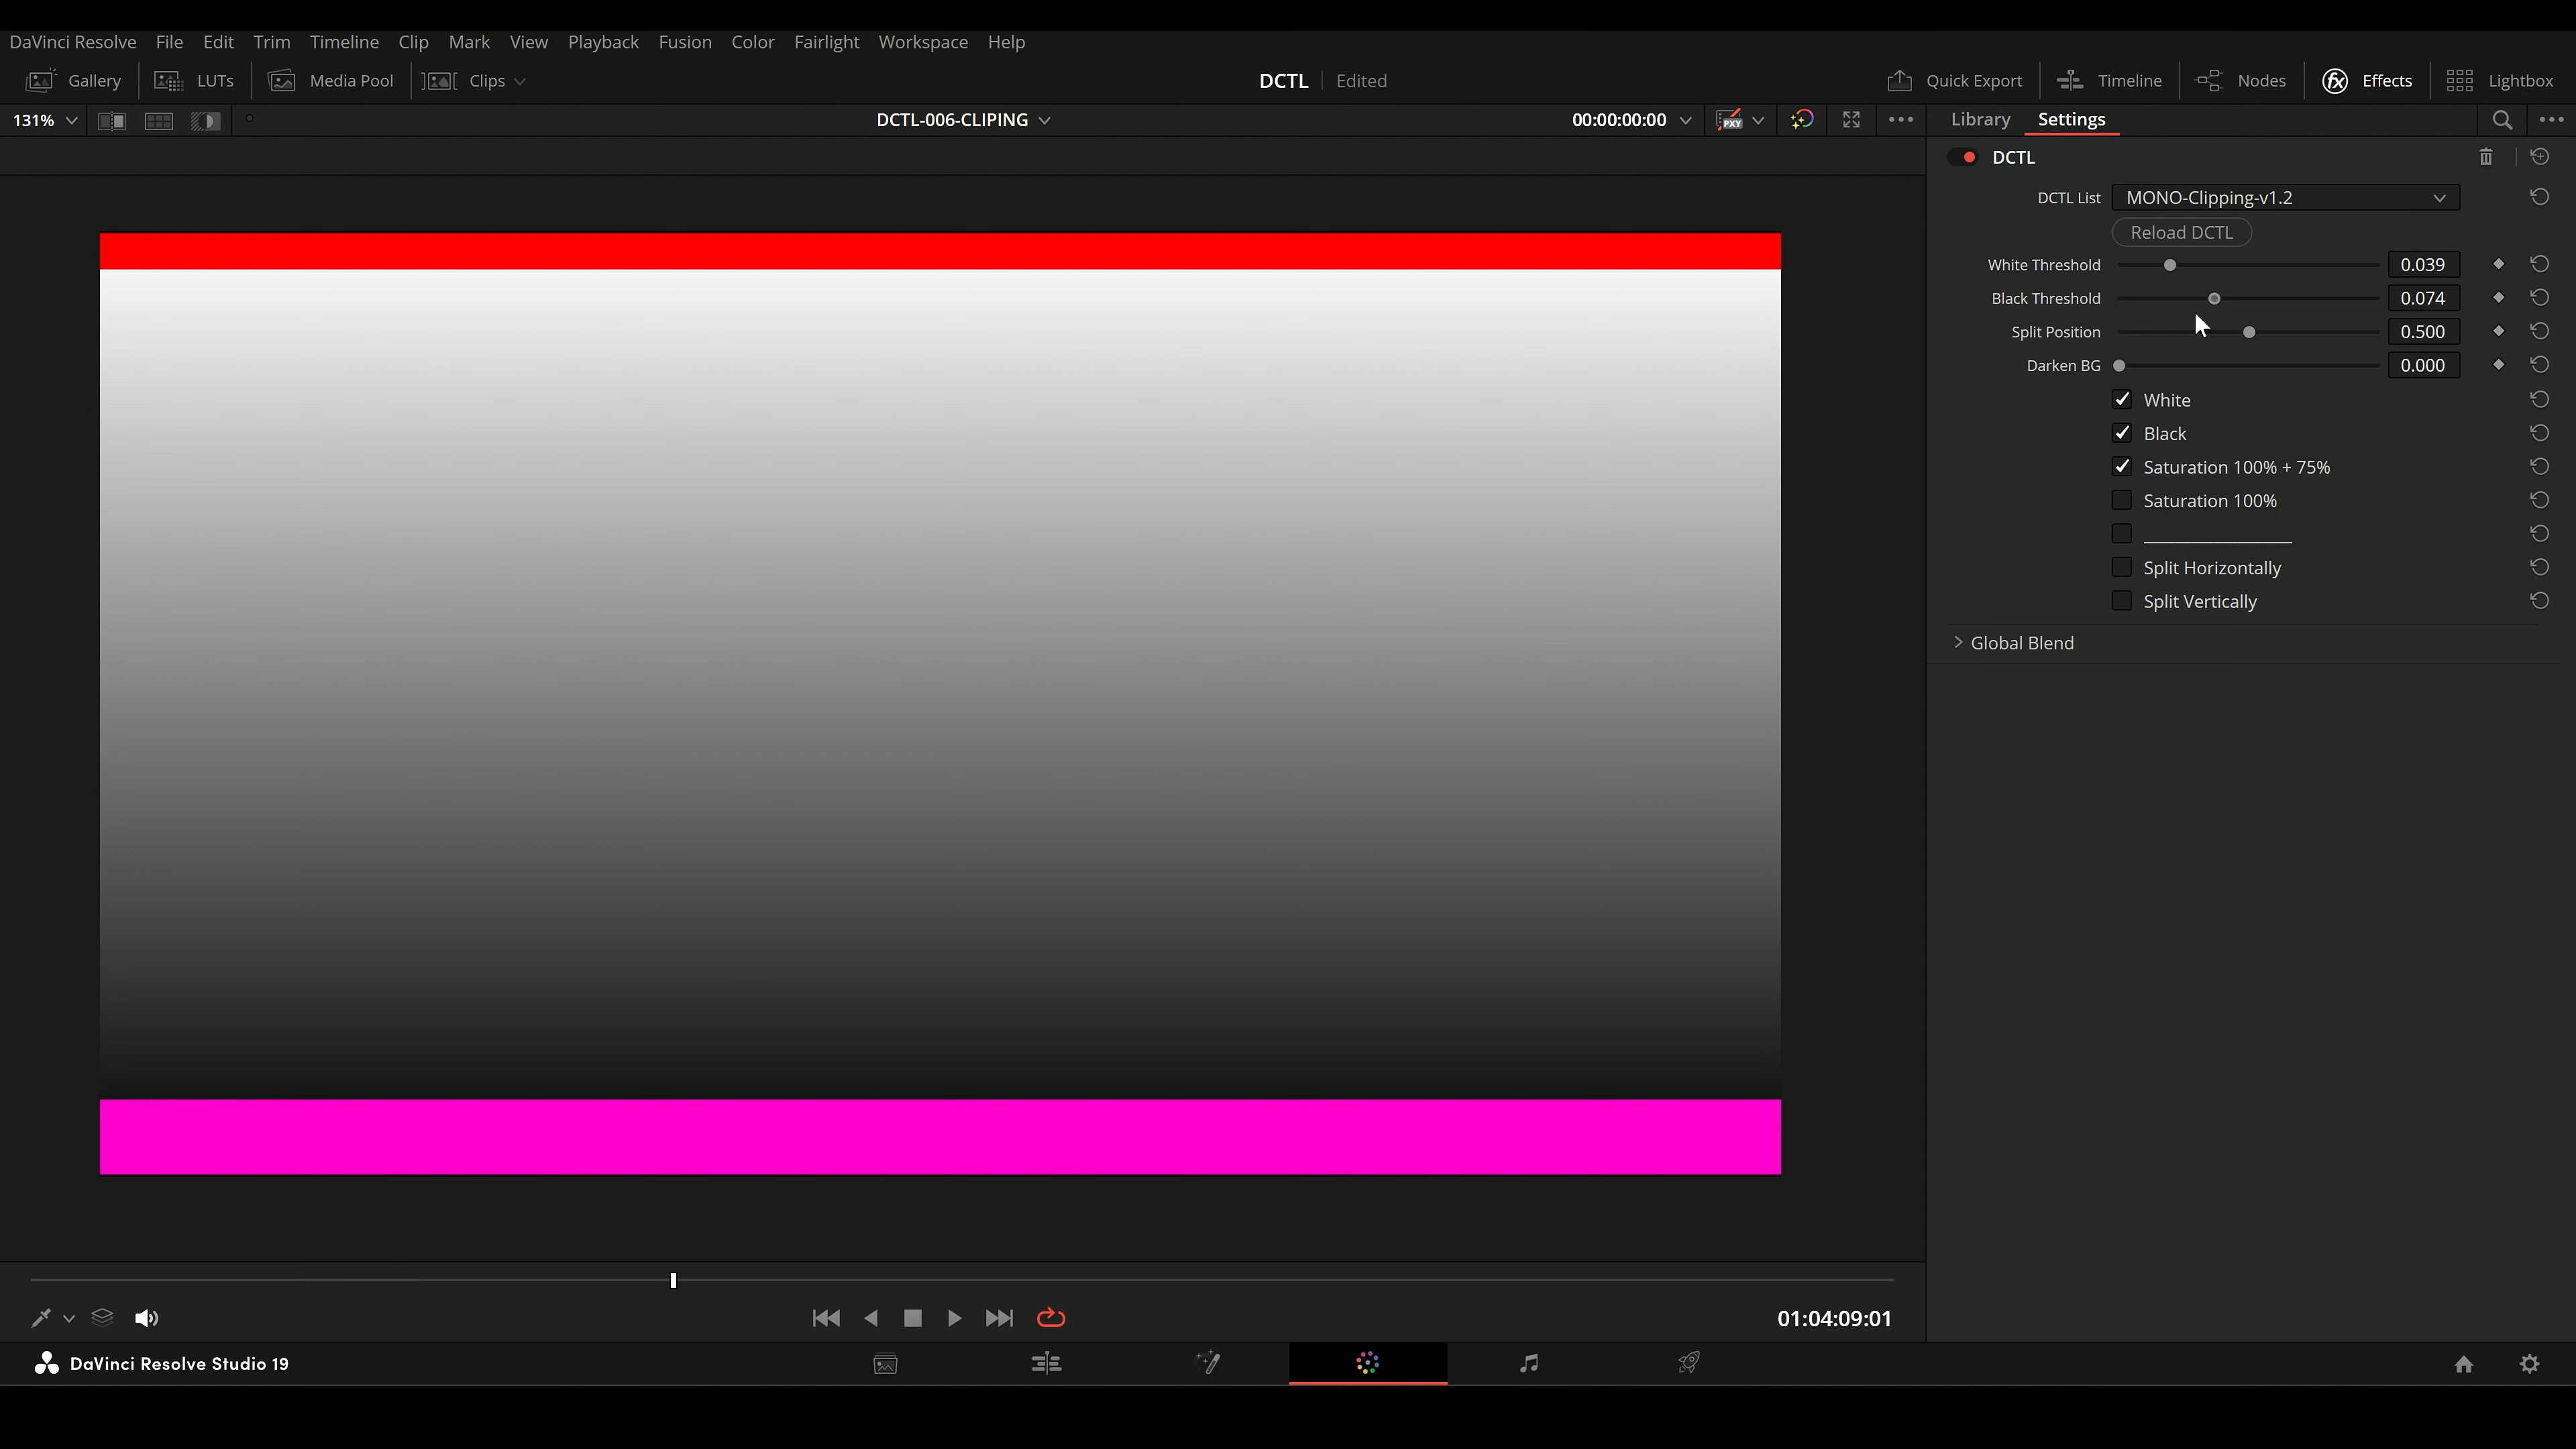 DaVinci Resolve File Edit Trim Timeline Clip Mark View Playback Fusion Color Fairlight Workspace Help
Gallery LUTs Media Pool Clips DCTL Edited Quick Export Timeline Nodes Effects Lightbox
131% DCTL-006-CLIPING 00:00:00:00 PXY Library Settings
DCTL
DCTL List MONO-Clipping-v1.2
Reload DCTL
White Threshold 0.039
Black Threshold 0.074
Split Position 0.500
Darken BG 0.000
White
Black
Saturation 100% + 75%
Saturation 100%
__________________
Split Horizontally
Split Vertically
Global Blend
01:04:09:01
DaVinci Resolve Studio 19